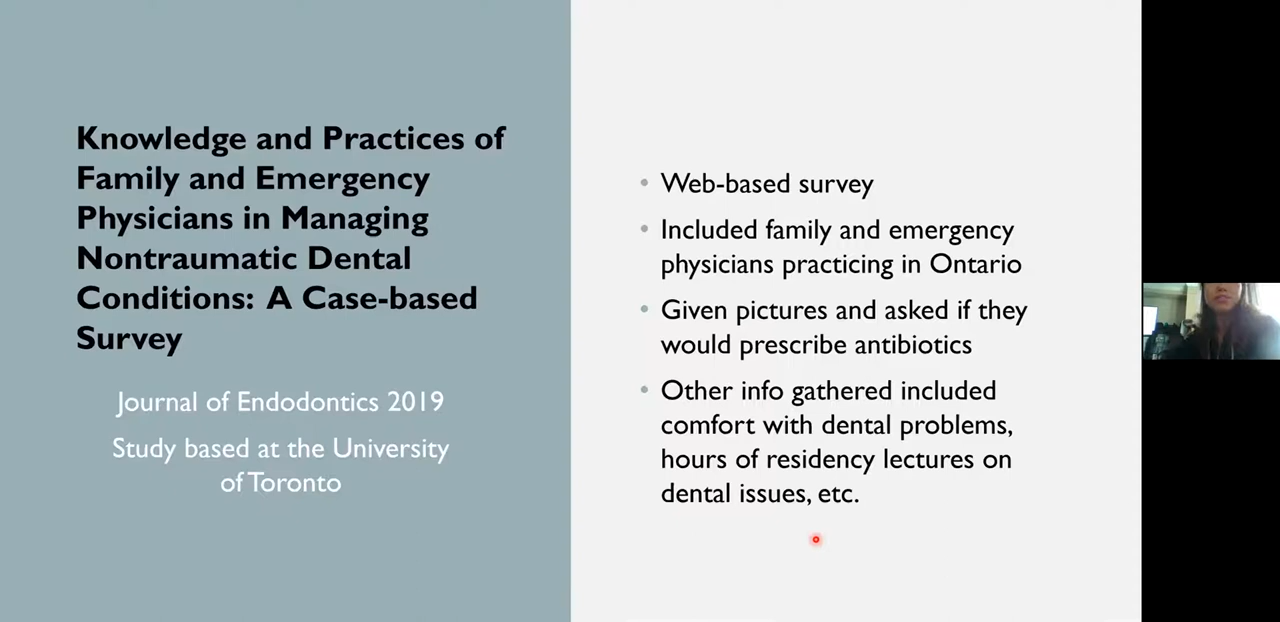 Knowledge and Practices of
Family and Emergency
Physicians in Managing
Nontraumatic Dental
Conditions: A Case-based
Survey
Journal of Endodontics 2019
Study based at the University
of Toronto
• Web-based survey
• Included family and emergency
physicians practicing in Ontario
• Given pictures and asked if they
would prescribe antibiotics
• Other info gathered included
comfort with dental problems,
hours of residency lectures on
dental issues, etc.